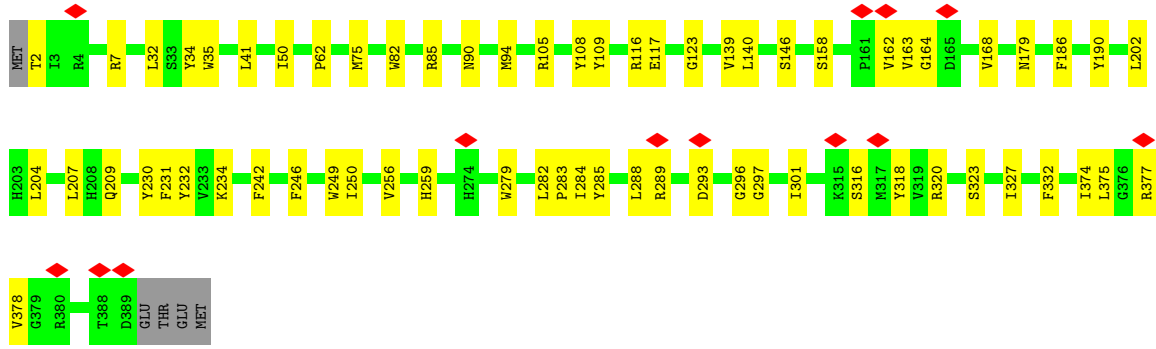 MET T2 I3 R4 R7 L32 S33 Y34 W35 L41 I50 P62 M75 W82 R85 N90 M94 R105 Y108 Y109 R116 E117 G123 V139 L140 S146 S158 P161 V162 V163 G164 D165 V168 N179 F186 Y190 L202
H203 L204 L207 H208 Q209 Y230 F231 Y232 V233 K234 F242 F246 W249 I250 V256 H259 H274 W279 L282 P283 I284 Y285 L288 R289 D293 G296 G297 I301 K315 S316 M317 Y318 V319 R320 S323 I327 F332 I374 L375 G376 R377
V378 G379 R380 T388 D389 GLU THR GLU MET